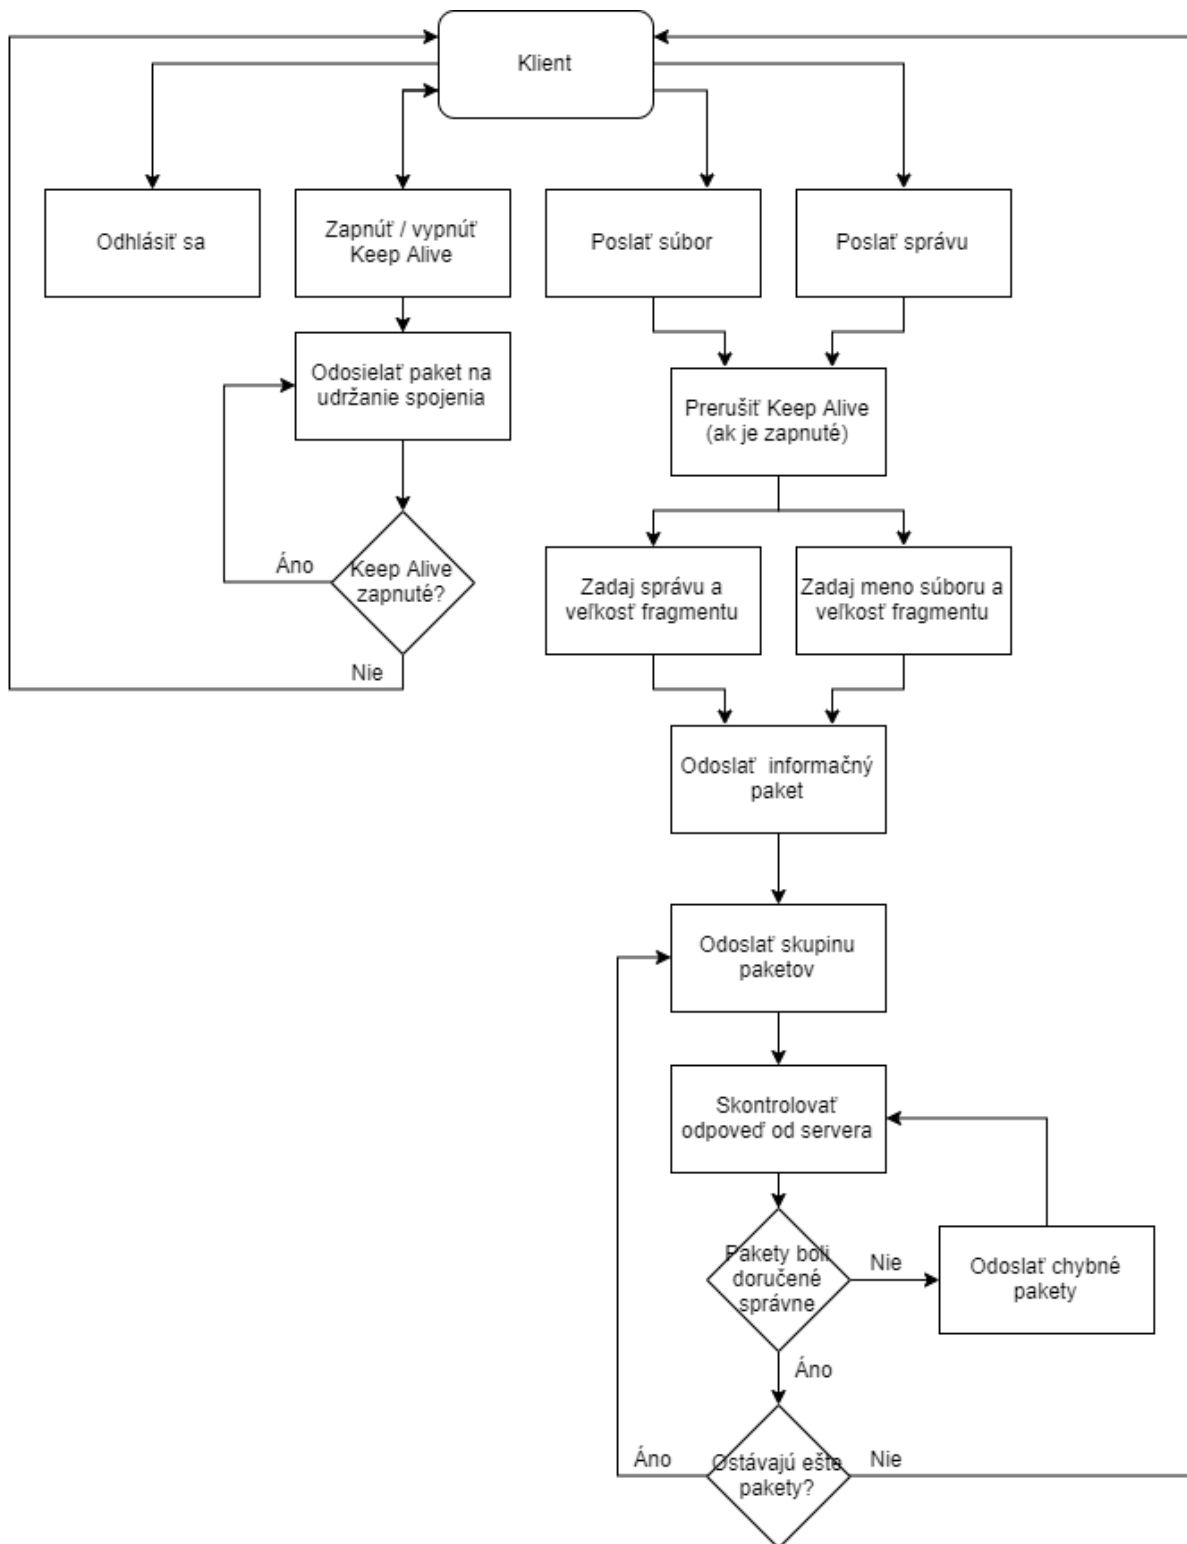 Klient
Odhlásiť sa
Zapnúť / vypnúť
Keep Alive
Poslať súbor
Poslať správu
Odosielať paket na
udržanie spojenia
Prerušiť Keep Alive
(ak je zapnuté)
Áno
Keep Alive
zapnuté?
Nie
Zadaj správu a
veľkosť fragmentu
Zadaj meno súboru a
veľkosť fragmentu
Odoslať informačný
paket
Odoslať skupinu
paketov
Skontrolovať
odpoveď od servera
Pakety boli
doručené
správne
Nie
Odoslať chybné
pakety
Áno
Áno
Ostávajú ešte
pakety?
Nie